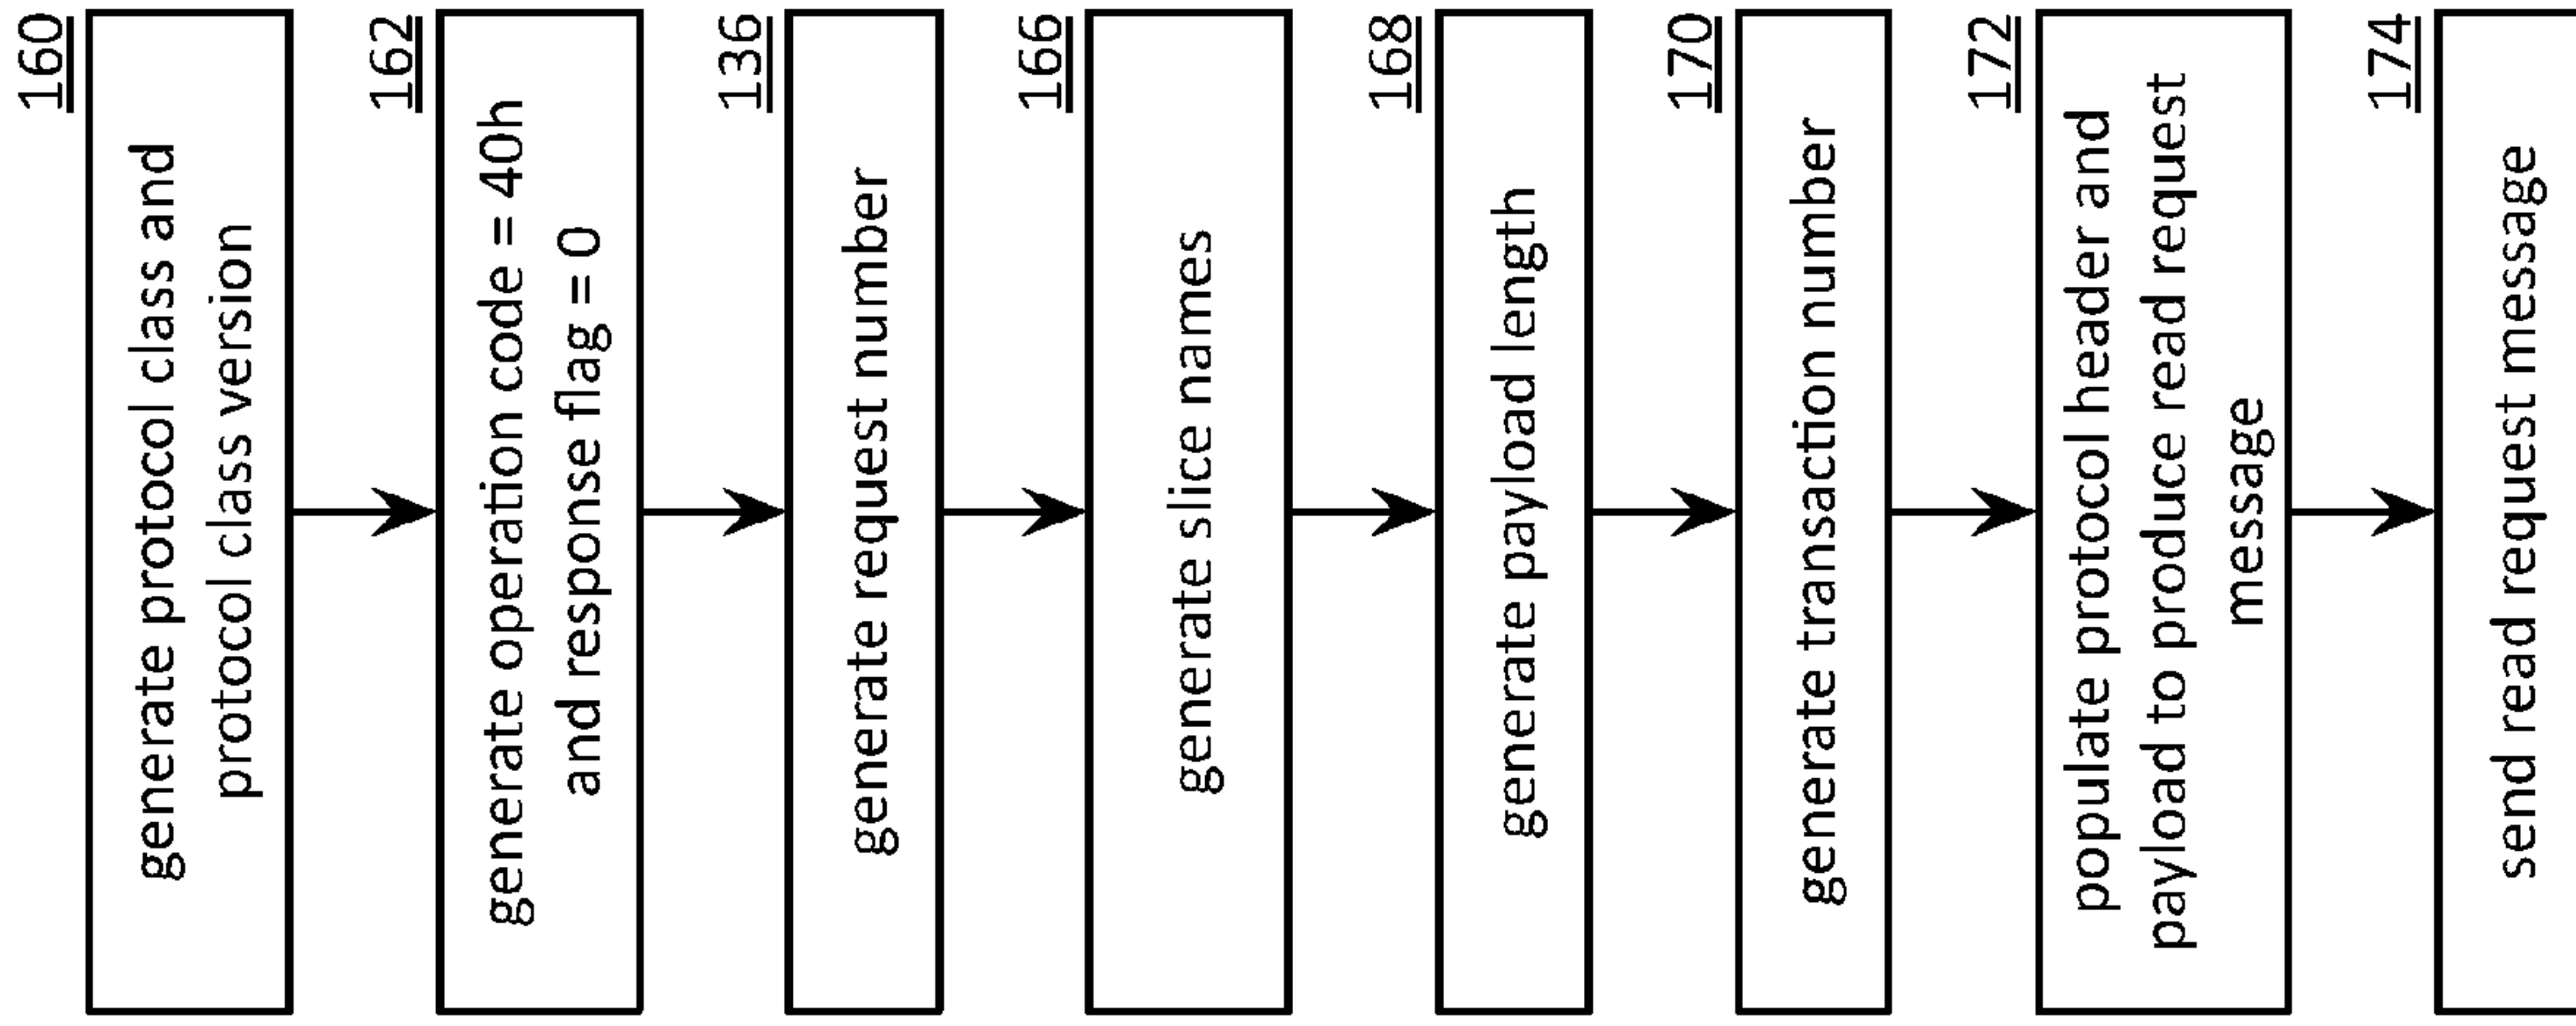 160
generate protocol class and
protocol class version
162
generate operation code = 40h
and response flag = 0
136
generate request number
166
generate slice names
168
generate payload length
170
generate transaction number
172
populate protocol header and
payload to produce read request
message
174
send read request message